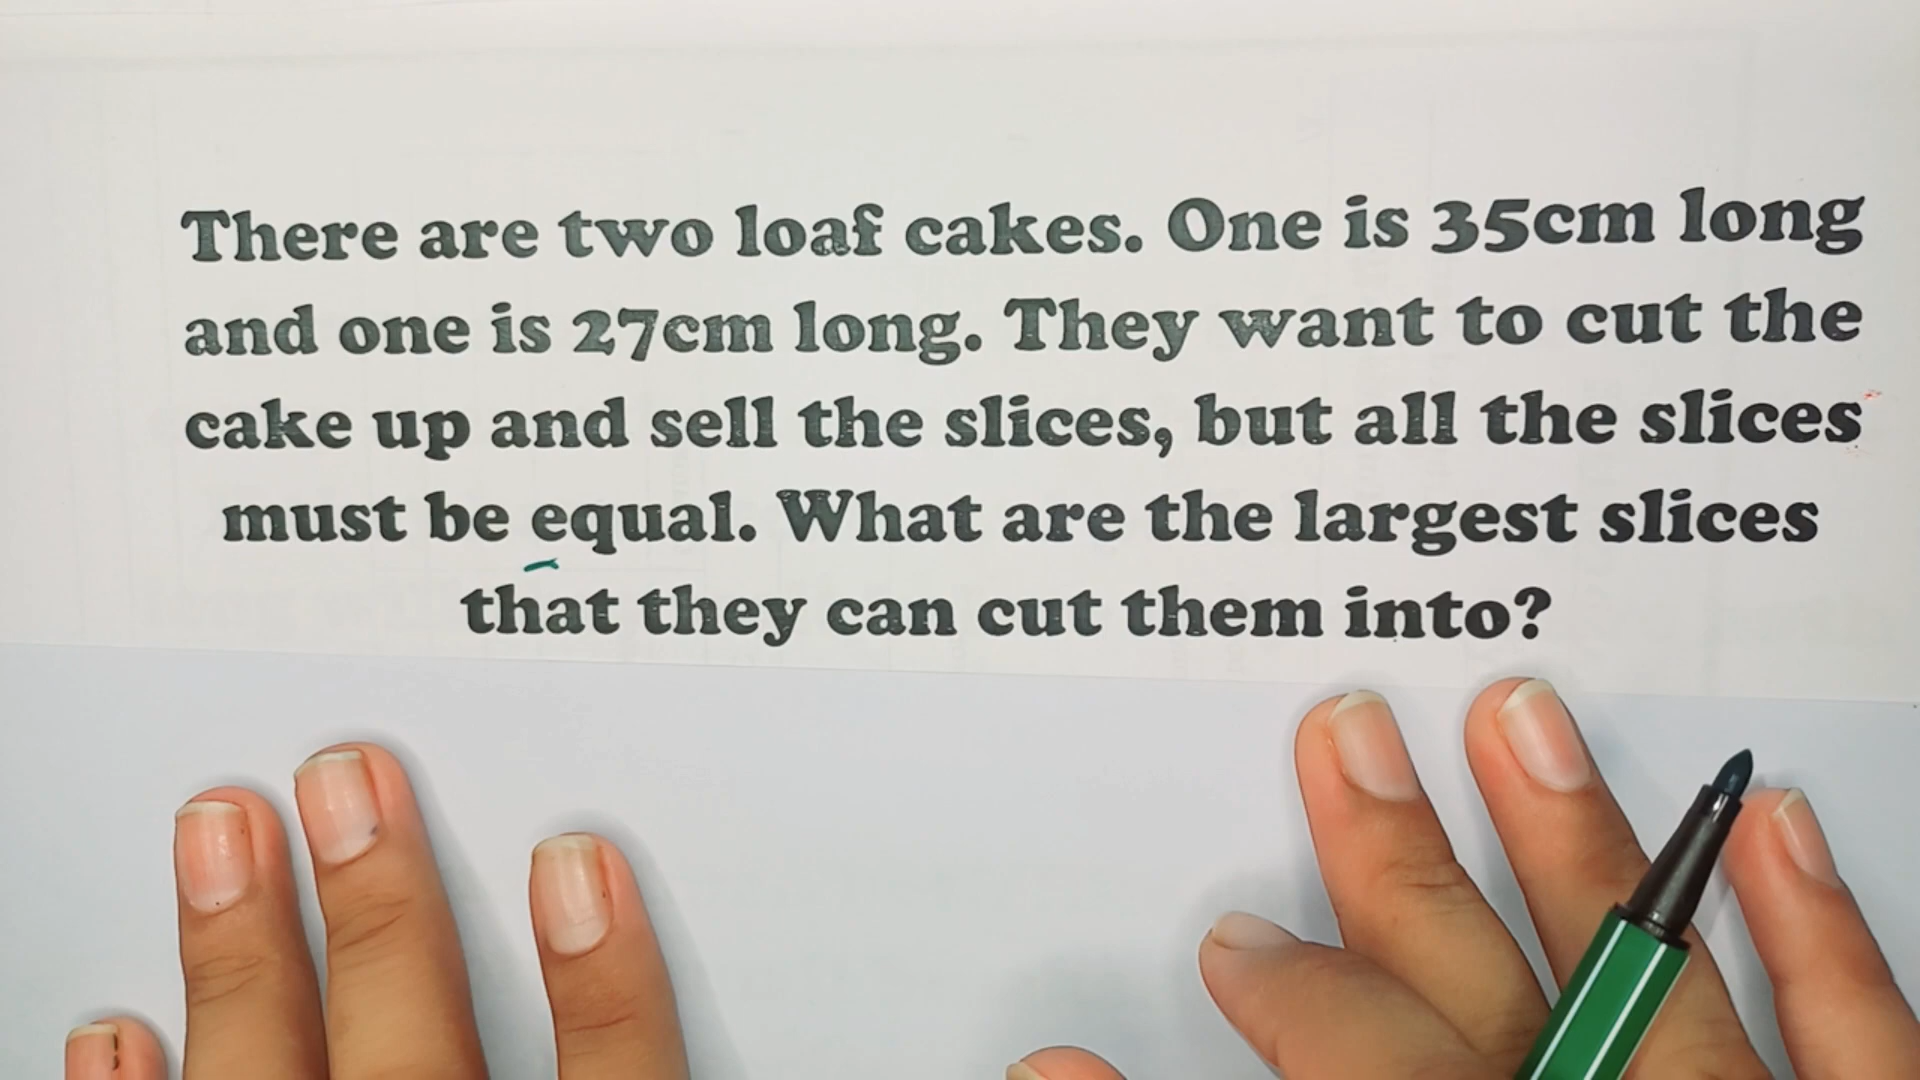 There are two loaf cakes. One is 35cm long
and one is 27cm long. They want to cut the
cake up and sell the slices, but all the slices
must be equal. What are the largest slices
that they can cut them into?